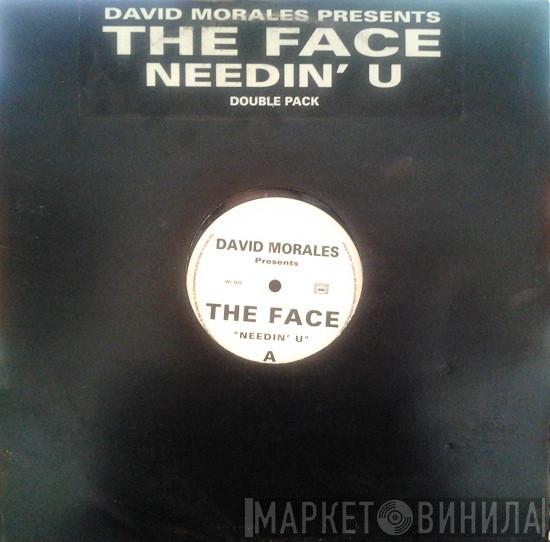 DAVID MORALES PRESENTS
THE FACE
NEEDIN' U
DOUBLE PACK
DAVID MORALES
Presents
THE FACE
"NEEDIN' U"
A
МАРКЕТ ВИНИЛА